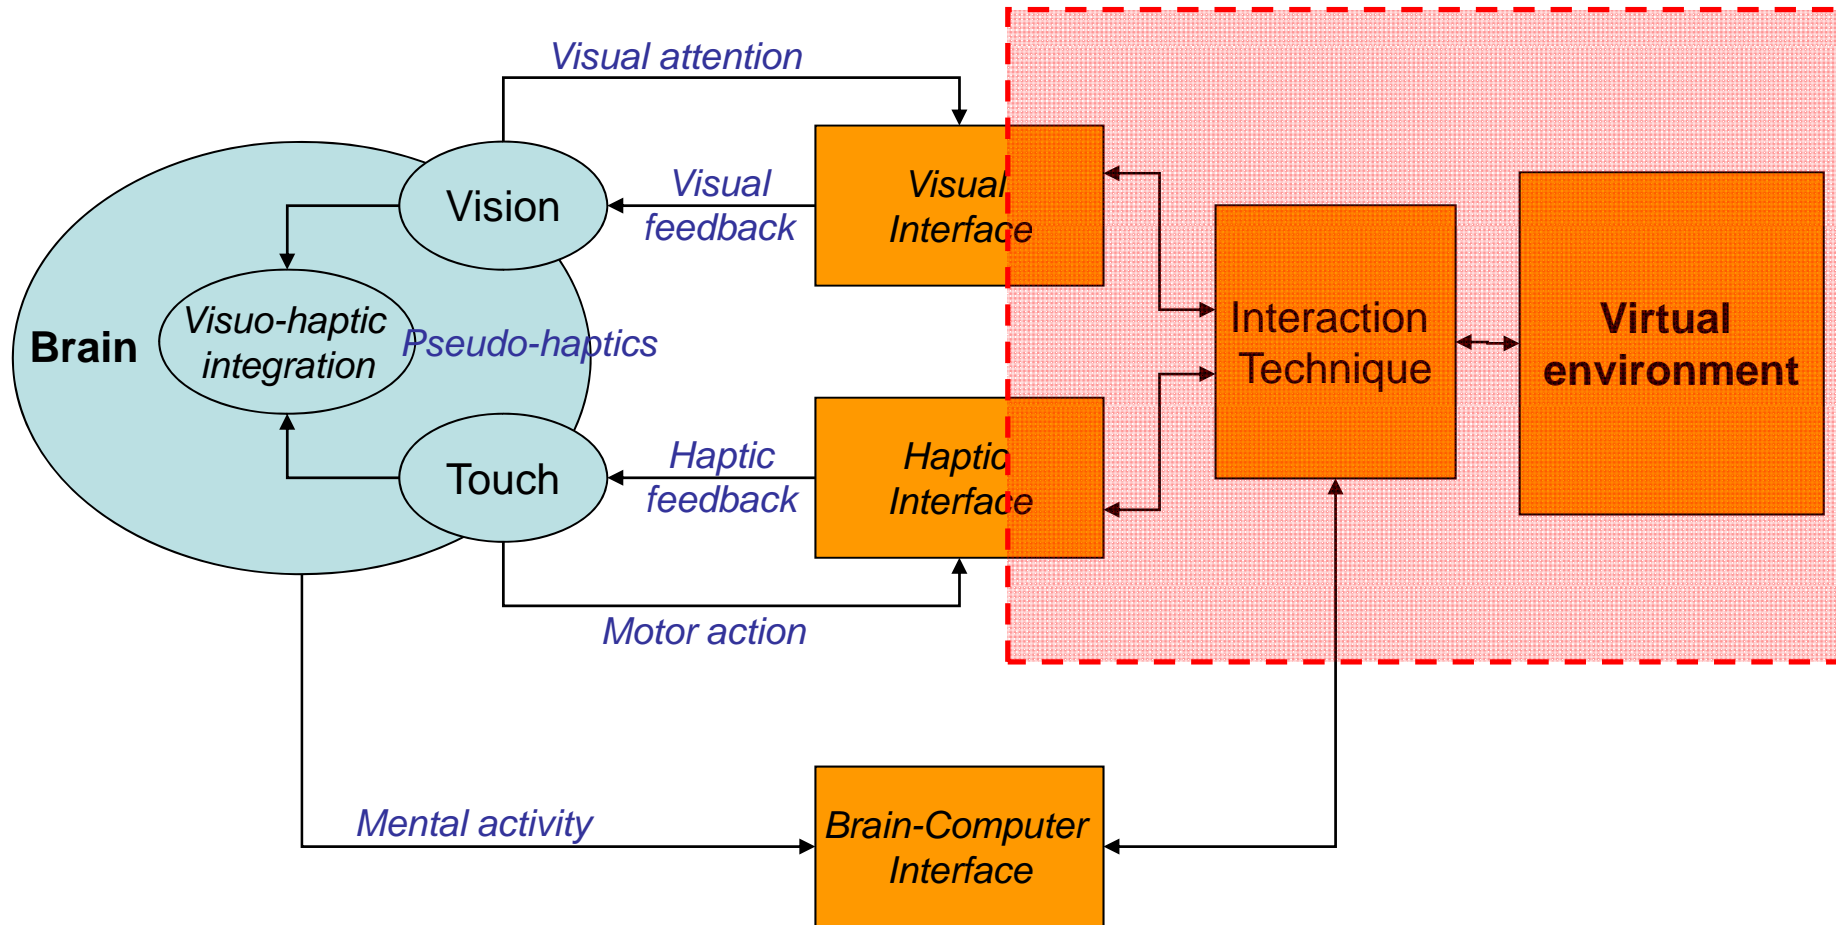 Visual attention
Visual
feedback
Visual
Interface
Vision
Brain
Visuo-haptic
integration
Pseudo-haptics
Interaction
Technique
Virtual
environment
Touch
Haptic
feedback
Haptic
Interface
Motor action
Mental activity
Brain-Computer
Interface